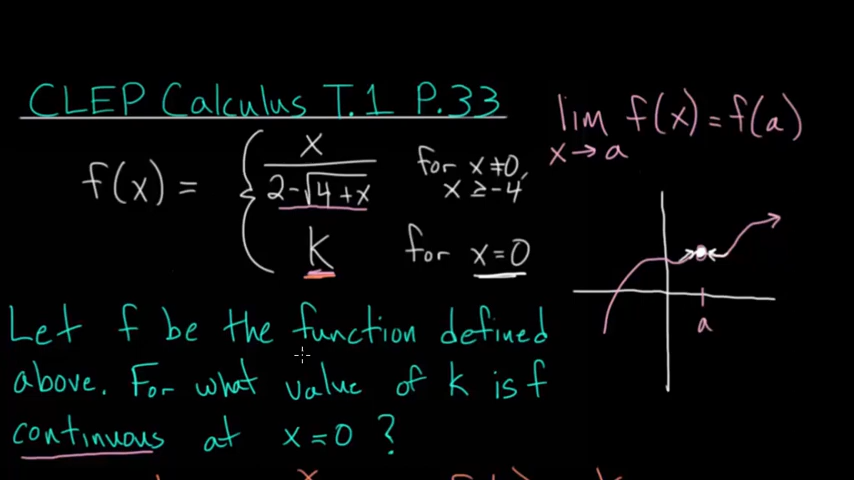 CLEP Calculus T.1 P.33
lim f(x) = f(a)
x → a
f(x) = { x / (2-√(4+x)) for x ≠ 0, x ≥ -4
k for x = 0
a
Let f be the function defined
above. For what value of k is f
continuous at x = 0 ?